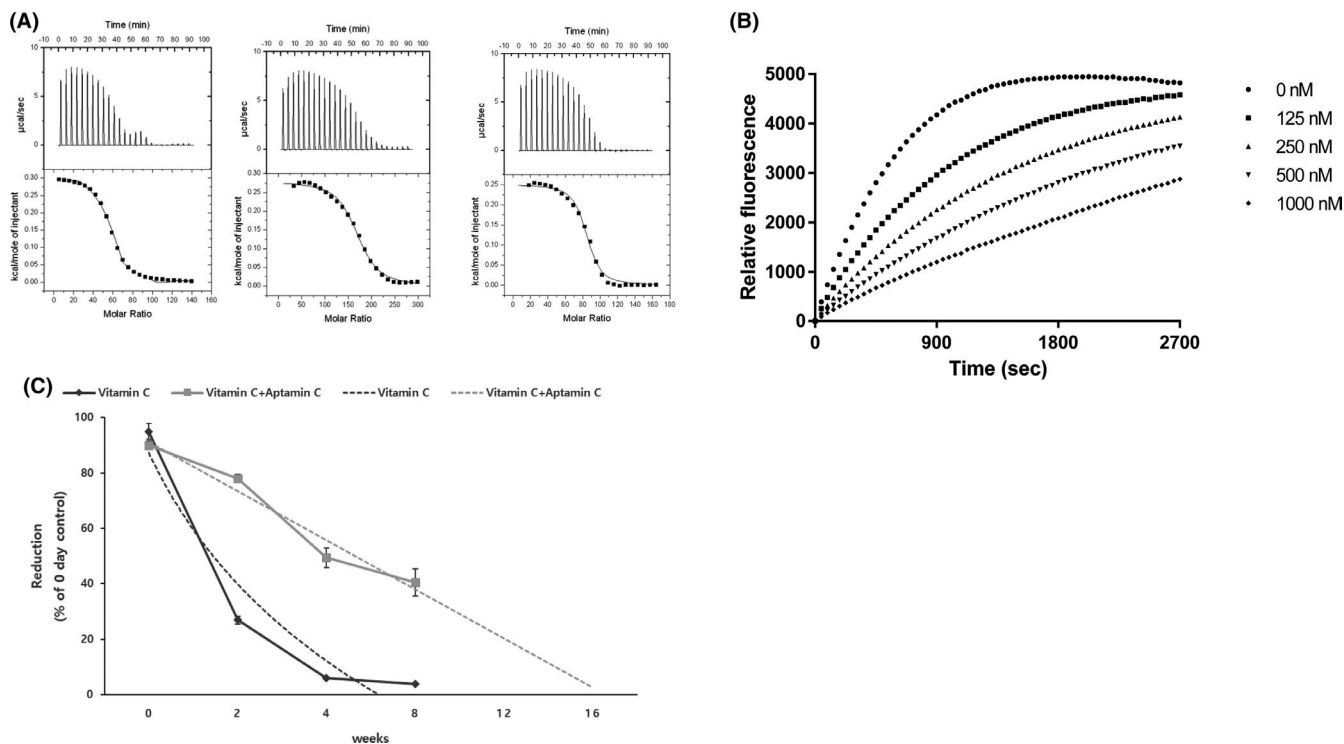 (A)
Time (min)
-10 0 10 20 30 40 50 60 70 80 90 100
10
5
0
µcal/sec
0.30
0.25
0.20
0.15
0.10
0.05
0.00
kcal/mole of injectant
0 20 40 60 80 100 120 140 160
Molar Ratio
Time (min)
-10 0 10 20 30 40 50 60 70 80 90 100
10
5
0
µcal/sec
0.30
0.25
0.20
0.15
0.10
0.05
0.00
kcal/mole of injectant
0 50 100 150 200 250 300
Molar Ratio
Time (min)
-10 0 10 20 30 40 50 60 70 80 90 100
10
5
0
µcal/sec
0.25
0.20
0.15
0.10
0.05
0.00
kcal/mole of injectant
0 20 40 60 80 100 120 140 160 180
Molar Ratio
(B)
5000
4000
3000
2000
1000
0
Relative fluorescence
0 900 1800 2700
Time (sec)
0 nM
125 nM
250 nM
500 nM
1000 nM
(C)
Vitamin C Vitamin C+Aptamin C Vitamin C Vitamin C+Aptamin C
100
80
60
40
20
0
Reduction
(% of 0 day control)
0 2 4 8 12 16
weeks